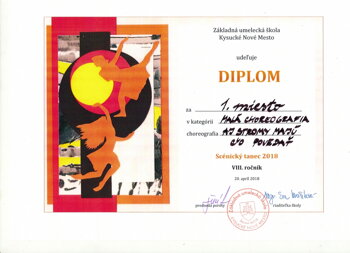 Základná umelecká škola
Kysucké Nové Mesto
udeľuje
DIPLOM
za 1. miesto
v kategórii MALÁ CHOREOGRAFIA
choreografia AJ STROMY MAJÚ
ČO POVEDAŤ
Scénický tanec 2018
VIII. ročník
20. apríl 2018
predseda poroty
riaditeľka školy